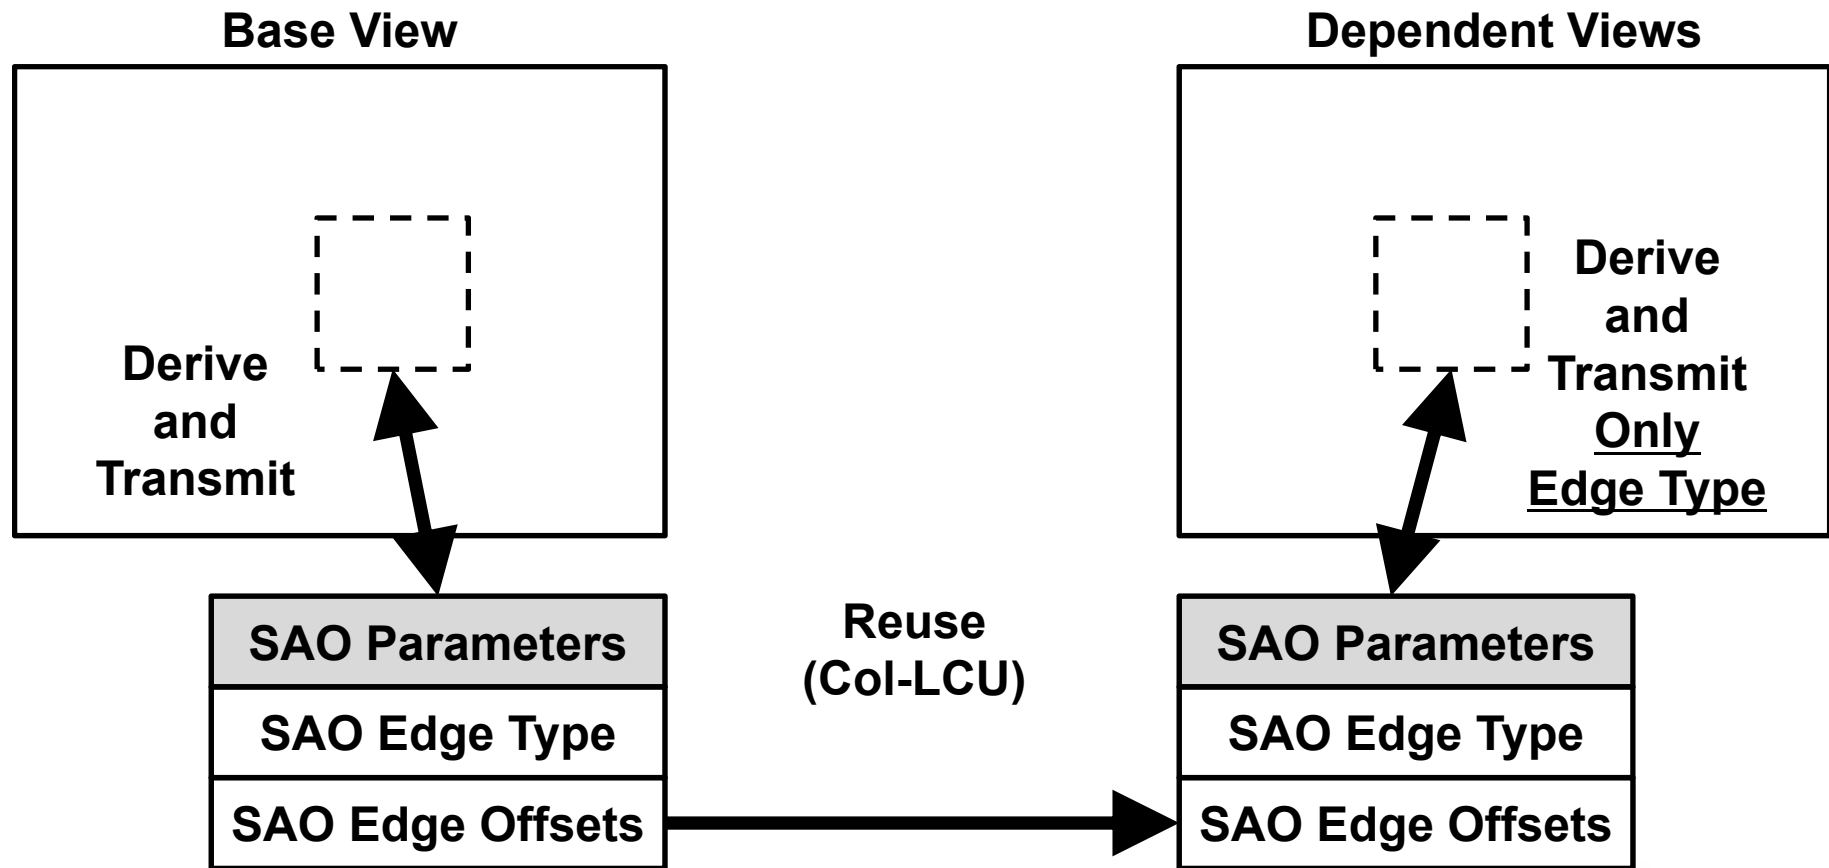 Base View
Dependent Views
Derive
and
Transmit
Derive
and
Transmit
Only
Edge Type
SAO Parameters
SAO Edge Type
SAO Edge Offsets
Reuse
(Col-LCU)
SAO Parameters
SAO Edge Type
SAO Edge Offsets